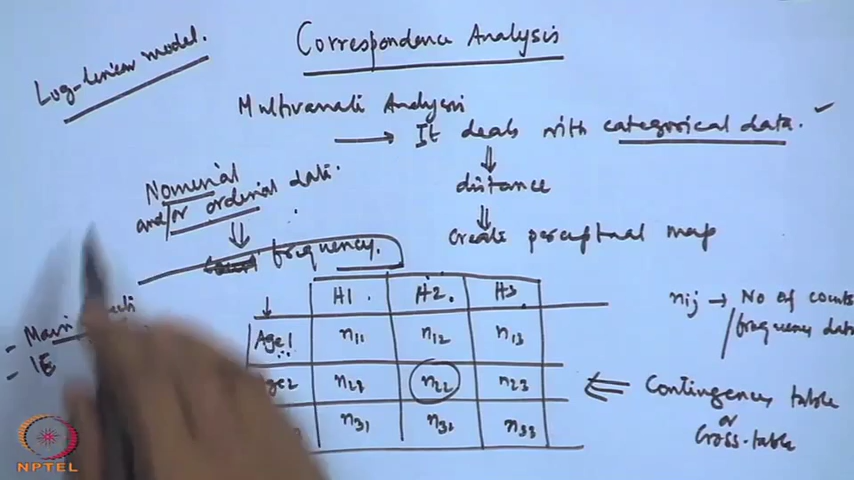 Correspondence Analysis
Log-linear model.
Multivariate Analysis
It deals with categorical data.
distance
Create perceptual map
Nominal
and/or ordinal data.
frequency.
H1 H2 H3
Age1 n11 n12 n13
n22 n23
n31 n33
nij → No of counts/
frequency data
Contingency table
or
Cross-table
- Main
- IE
NPTEL